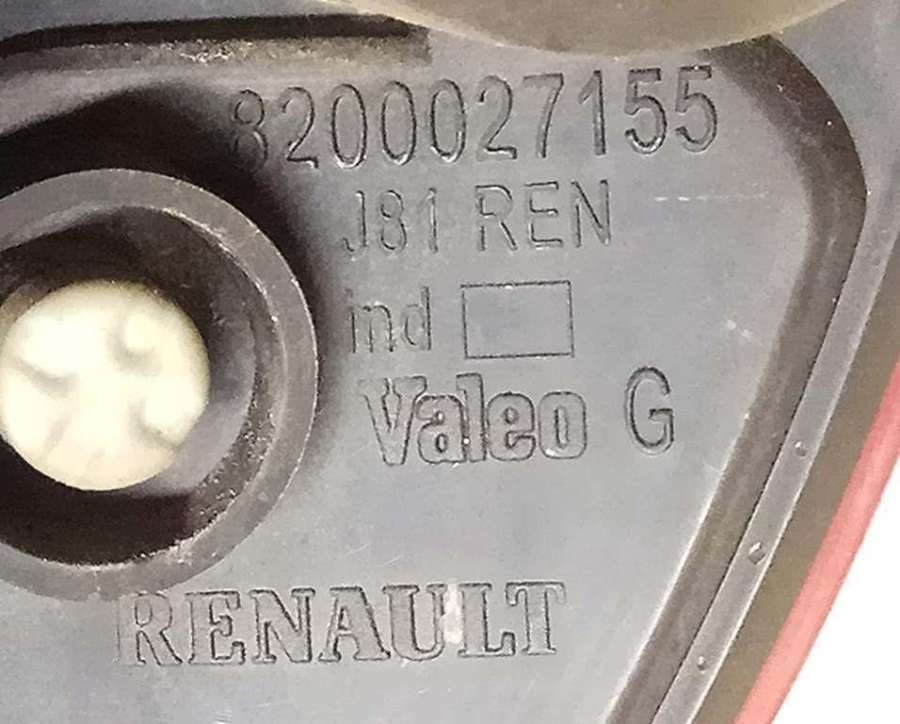 8200027155
J81 REN
ind
Valeo G
RENAULT